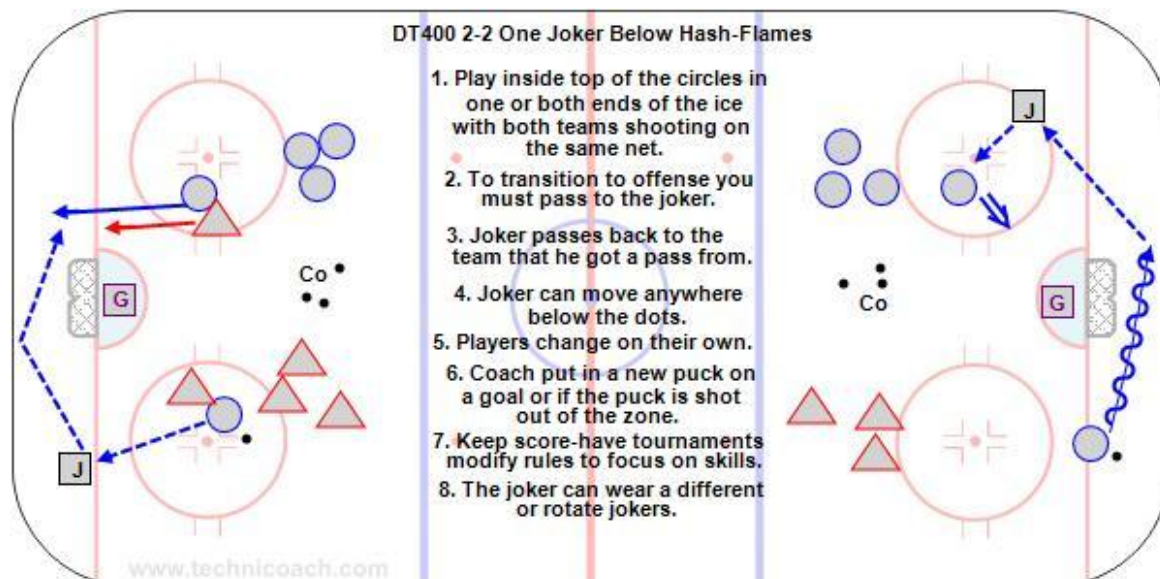 DT400 2-2 One Joker Below Hash-Flames
1. Play inside top of the circles in
one or both ends of the ice
with both teams shooting on
the same net.
2. To transition to offense you
must pass to the joker.
3. Joker passes back to the
team that he got a pass from.
4. Joker can move anywhere
below the dots.
5. Players change on their own.
6. Coach put in a new puck on
a goal or if the puck is shot
out of the zone.
7. Keep score-have tournaments
modify rules to focus on skills.
8. The joker can wear a different
or rotate jokers.
J
Co
G
J
Co
G
www.technicoach.com